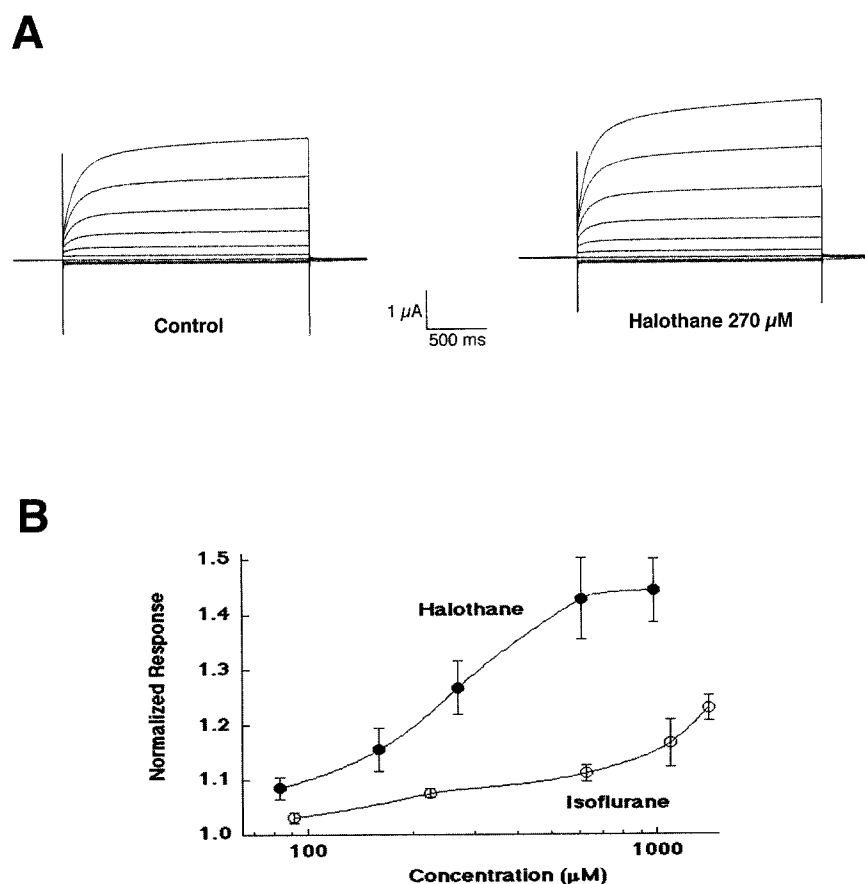 A
Control
1 µA
500 ms
Halothane 270 µM
B
Normalized Response
1.5
1.4
1.3
1.2
1.1
1.0
Halothane
Isoflurane
100
1000
Concentration (µM)